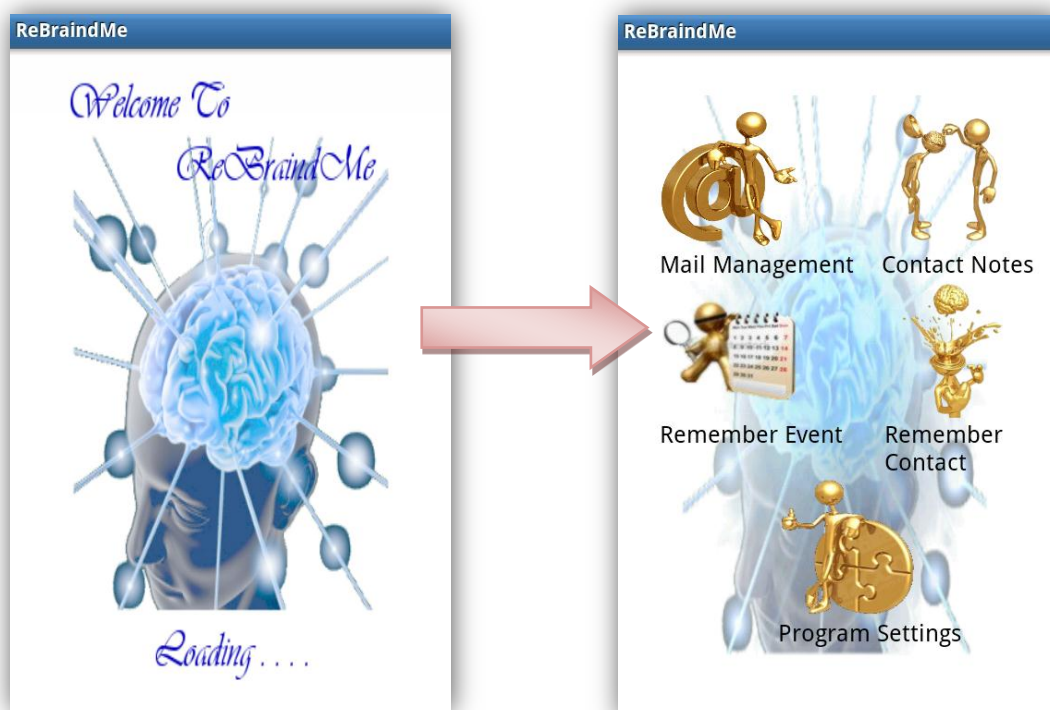 ReBraindMe
Welcome To
ReBraindMe
Loading . . . .
ReBraindMe
Mail Management
Contact Notes
Remember Event
Remember
Contact
Program Settings